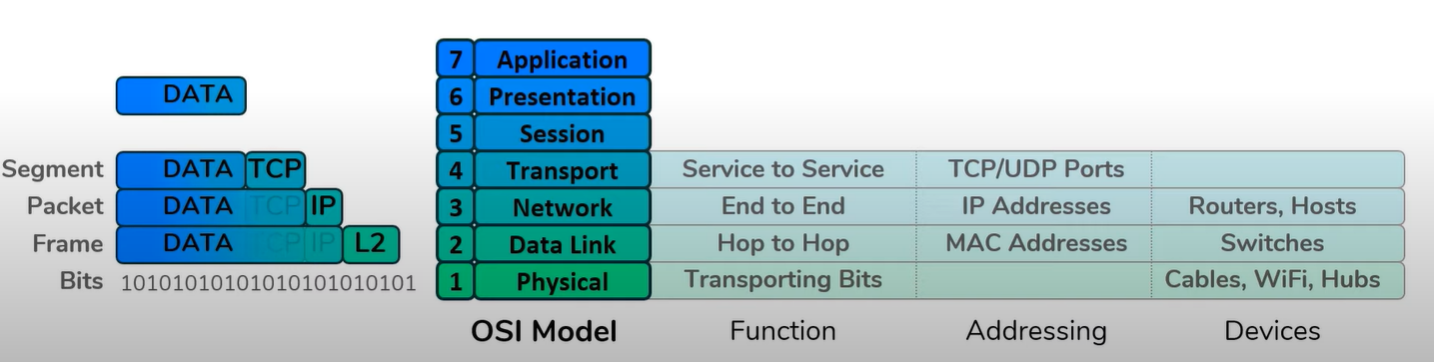 7 Application
DATA 6 Presentation
5 Session
Segment DATA TCP 4 Transport Service to Service TCP/UDP Ports
Packet DATA TCP IP 3 Network End to End IP Addresses Routers, Hosts
Frame DATA TCP IP L2 2 Data Link Hop to Hop MAC Addresses Switches
Bits 10101010101010101010101 1 Physical Transporting Bits Cables, WiFi, Hubs
OSI Model Function Addressing Devices